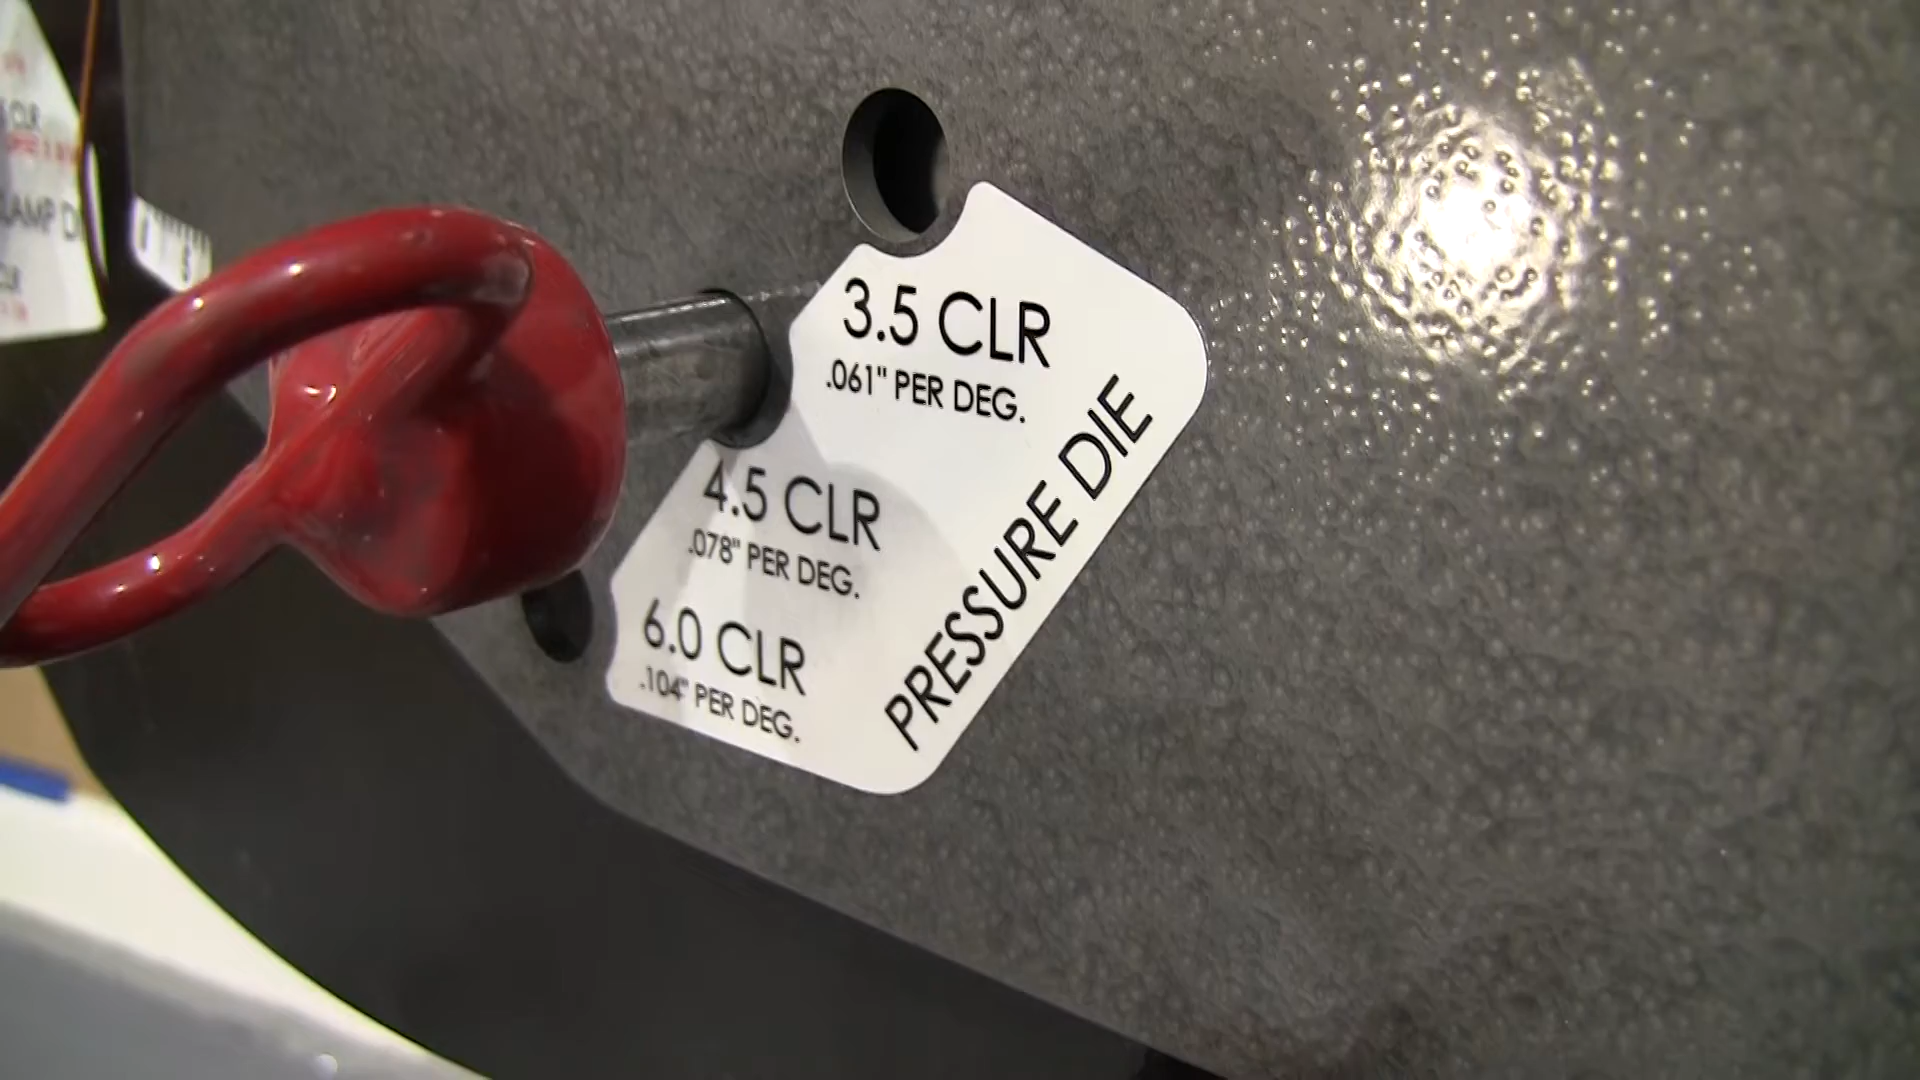 3.5 CLR
.061" PER DEG.
4.5 CLR
.078" PER DEG.
6.0 CLR
.104" PER DEG.
PRESSURE DIE
CLR